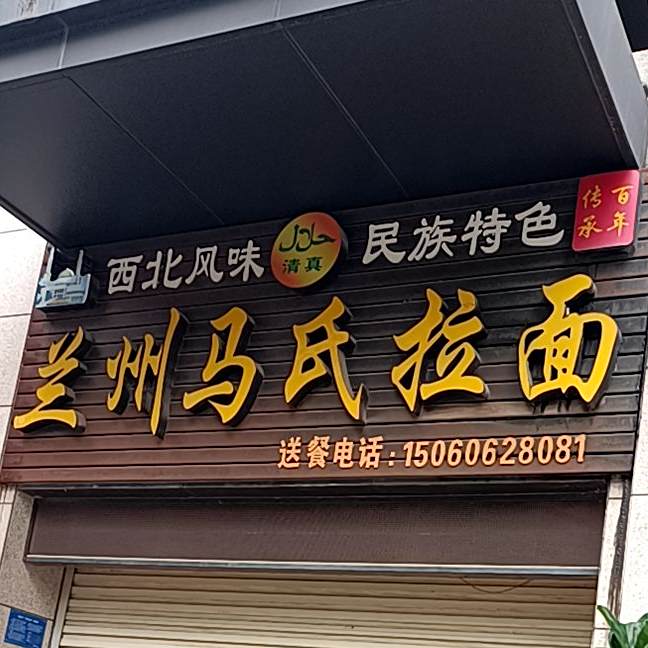 西北风味 حلال 清真 民族特色 百年传承
兰州马氏拉面
送餐电话:15060628081